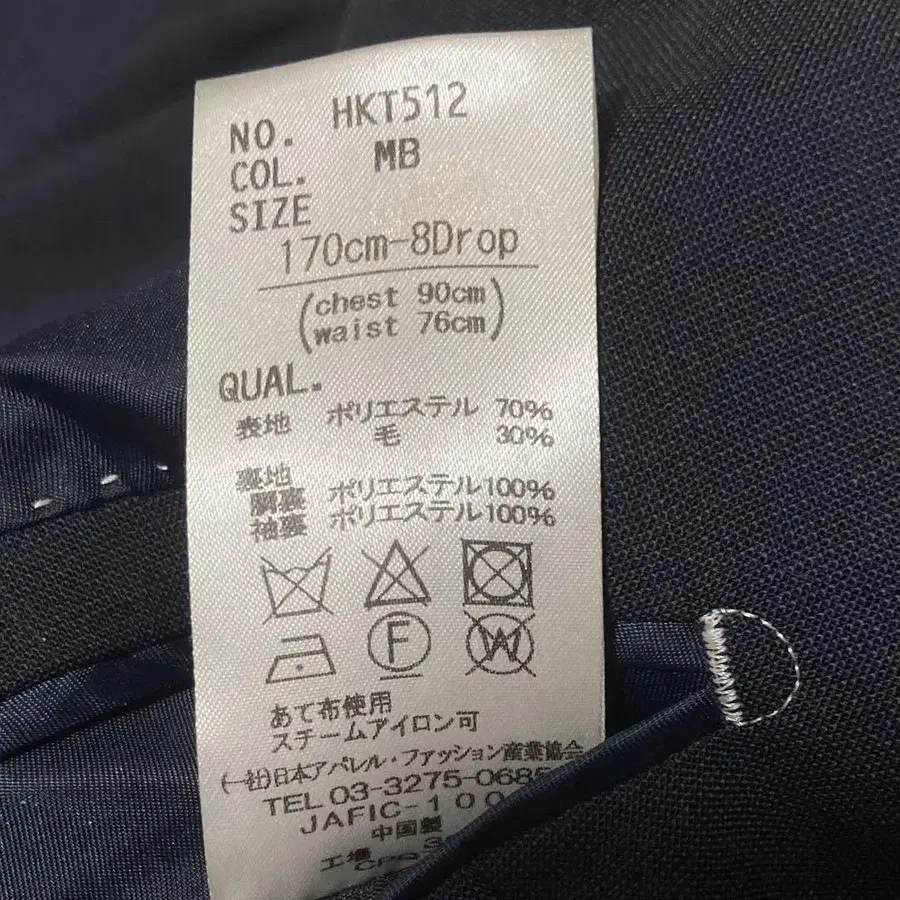 NO. HKT512
COL. MB
SIZE
170cm-8Drop
(chest 90cm
waist 76cm)
QUAL.
表地 ポリエステル 70%
毛 30%
裏地
胴裏 ポリエステル100%
袖裏 ポリエステル100%
F
W
あて布使用
スチームアイロン可
(一社)日本アパレル・ファッション産業協会
TEL 03-3275-0685
JAFIC-100
中国製
工場